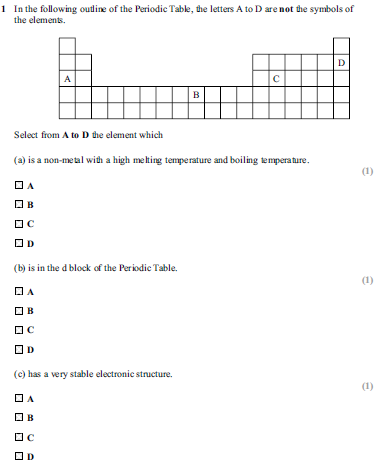 1 In the following outline of the Periodic Table, the letters A to D are not the symbols of
the elements.
D
A
C
B
Select from A to D the element which
(a) is a non-metal with a high melting temperature and boiling temperature.
(1)
A
B
C
D
(b) is in the d block of the Periodic Table.
(1)
A
B
C
D
(c) has a very stable electronic structure.
(1)
A
B
C
D